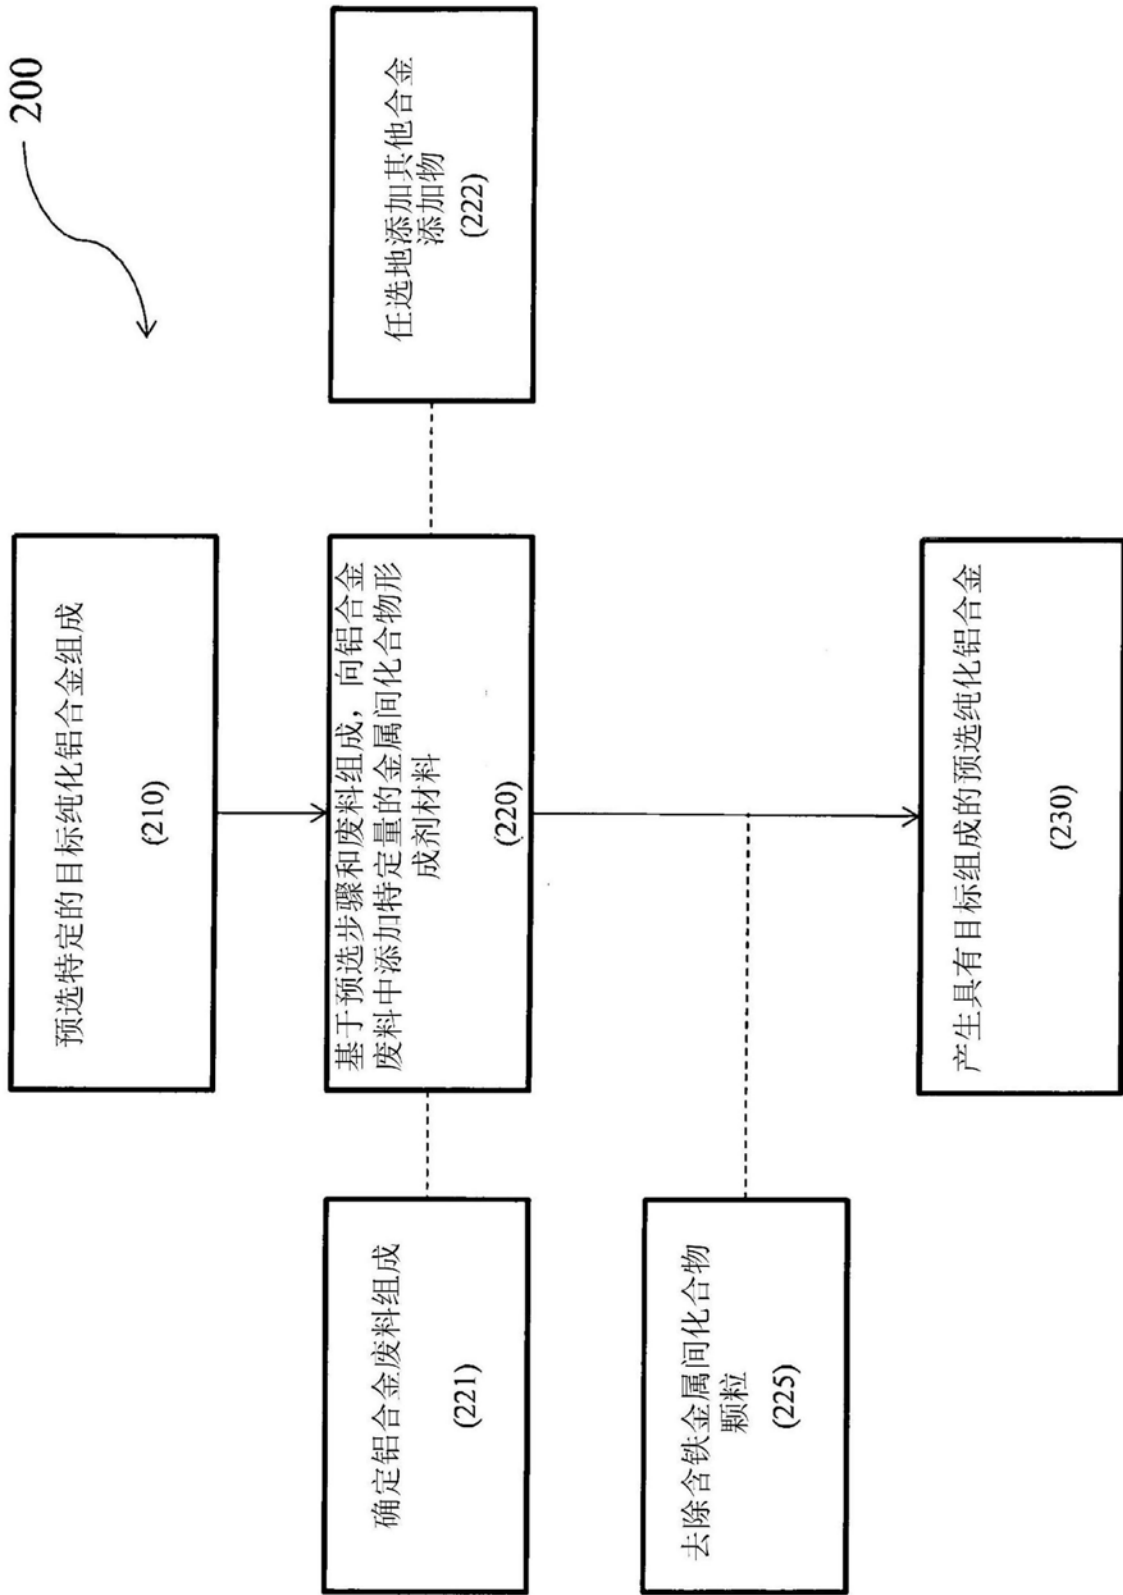 200
预选特定的目标纯化铝合金组成
(210)
确定铝合金废料组成
(221)
基于预选步骤和废料组成，向铝合金
废料中添加特定量的金属间化合物形
成剂材料
(220)
任选地添加其他合金
添加物
(222)
去除含铁金属间化合物
颗粒
(225)
产生具有目标组成的预选纯化铝合金
(230)